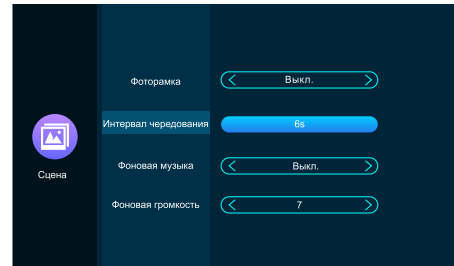 Фоторамка
Выкл.
Интервал чередования
6s
Сцена
Фоновая музыка
Выкл.
Фоновая громкость
7